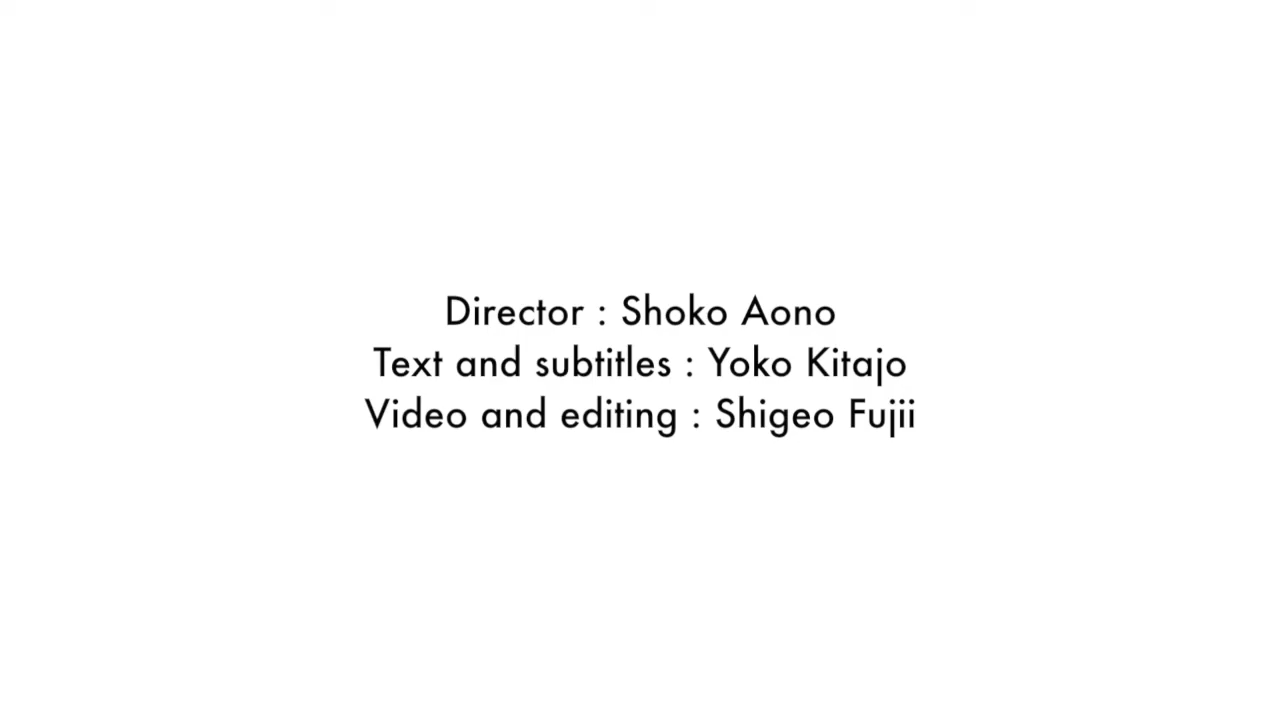 Director : Shoko Aono
Text and subtitles : Yoko Kitajo
Video and editing : Shigeo Fujii